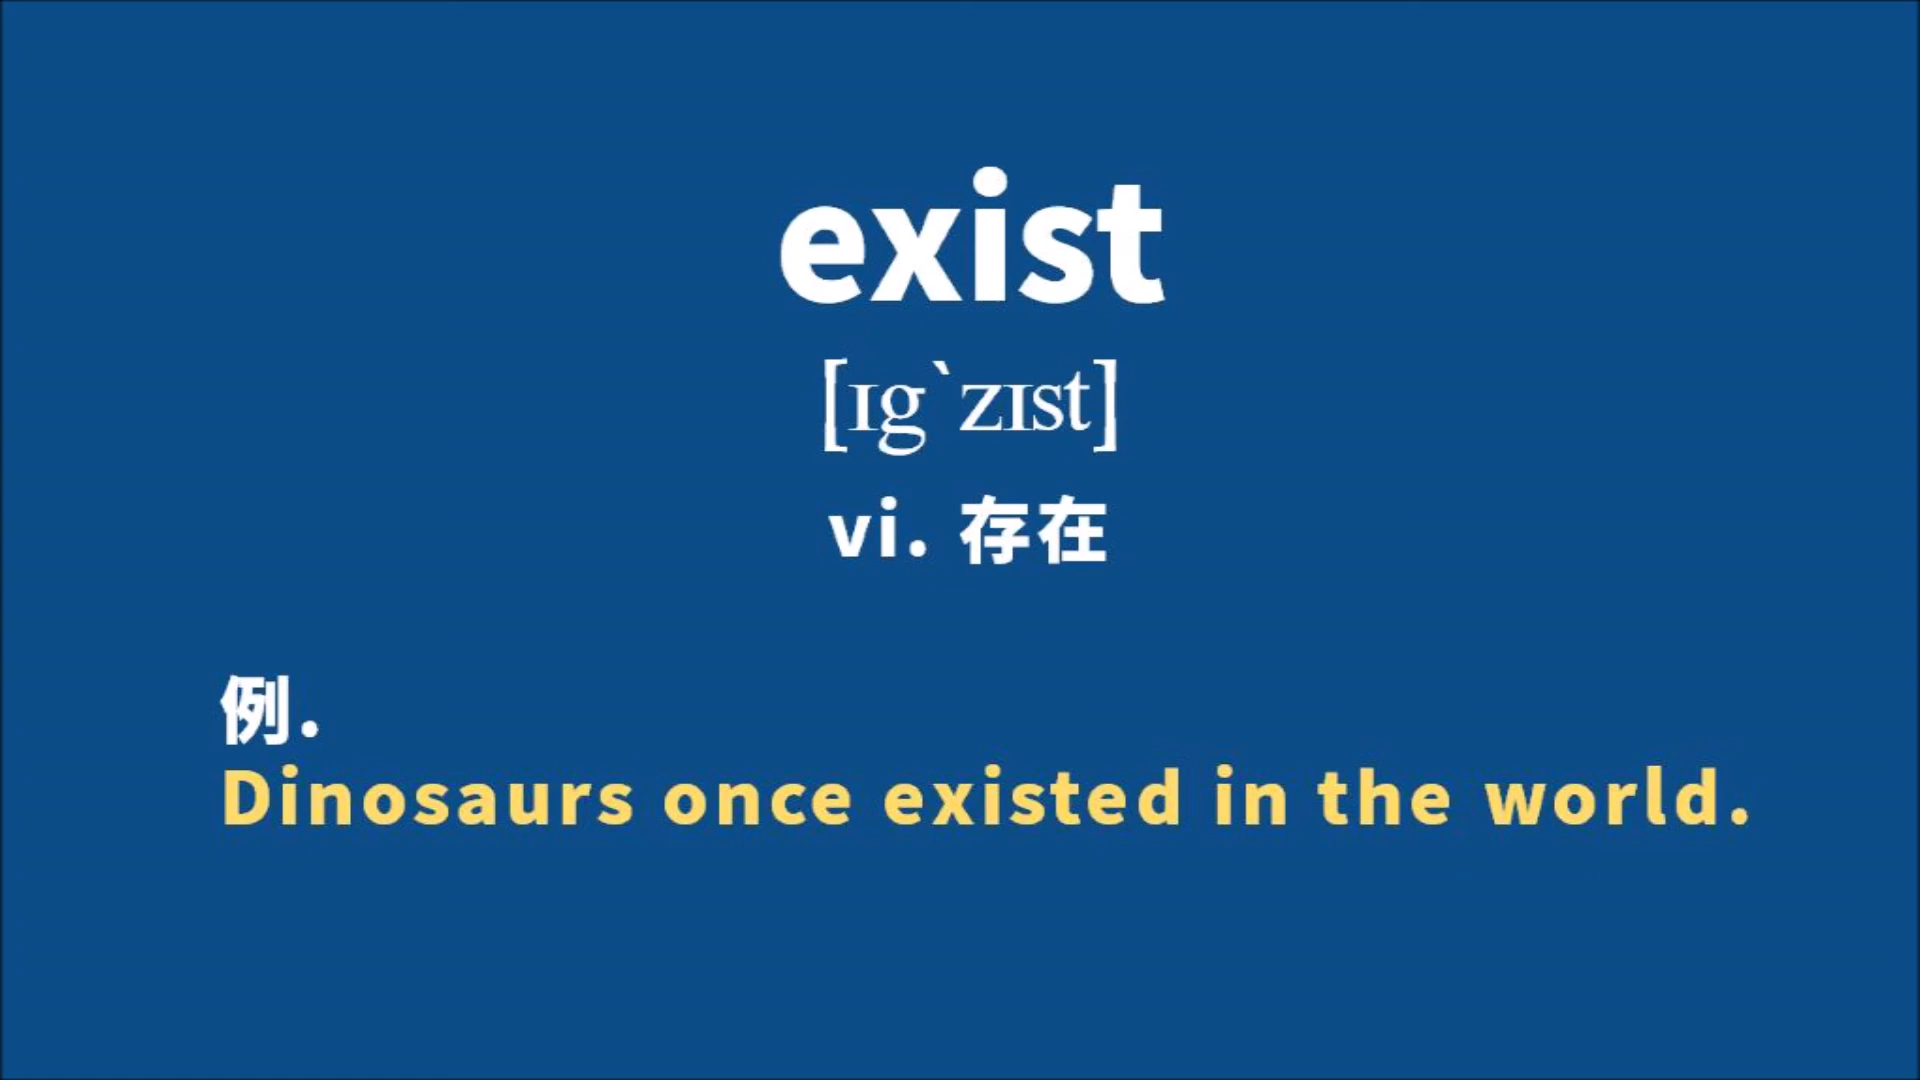 exist
[ɪg`zɪst]
vi. 存在
例.
Dinosaurs once existed in the world.